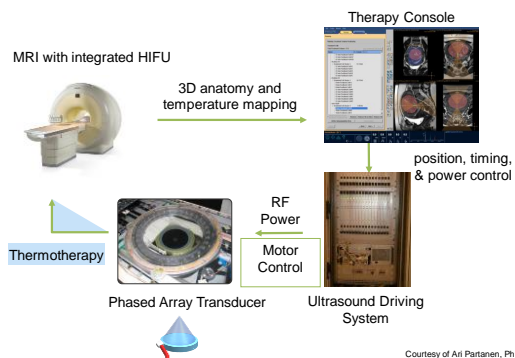 Therapy Console
MRI with integrated HIFU
3D anatomy and
temperature mapping
position, timing,
& power control
RF
Power
Motor
Control
Thermotherapy
Phased Array Transducer
Ultrasound Driving
System
Courtesy of Ari Partanen, Ph